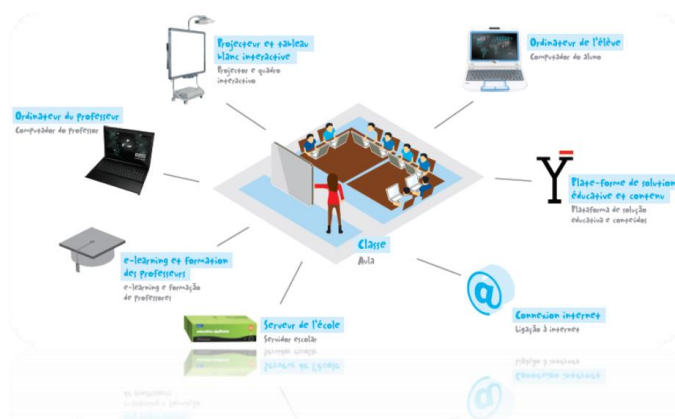 Projecteur et tableau
blanc interactive
Projector e quadro
interactivo
Ordinateur de l'élève
Computador do aluno
Ordinateur du professeur
Computador do professor
Plate-forme de solution
éducative et contenu
Plataforma de solução
educativa e conteúdos
Classe
Aula
e-learning et formation
des professeurs
e-learning e formação
de professores
Connexion internet
Ligação à internet
Serveur de l'école
Servidor escolar